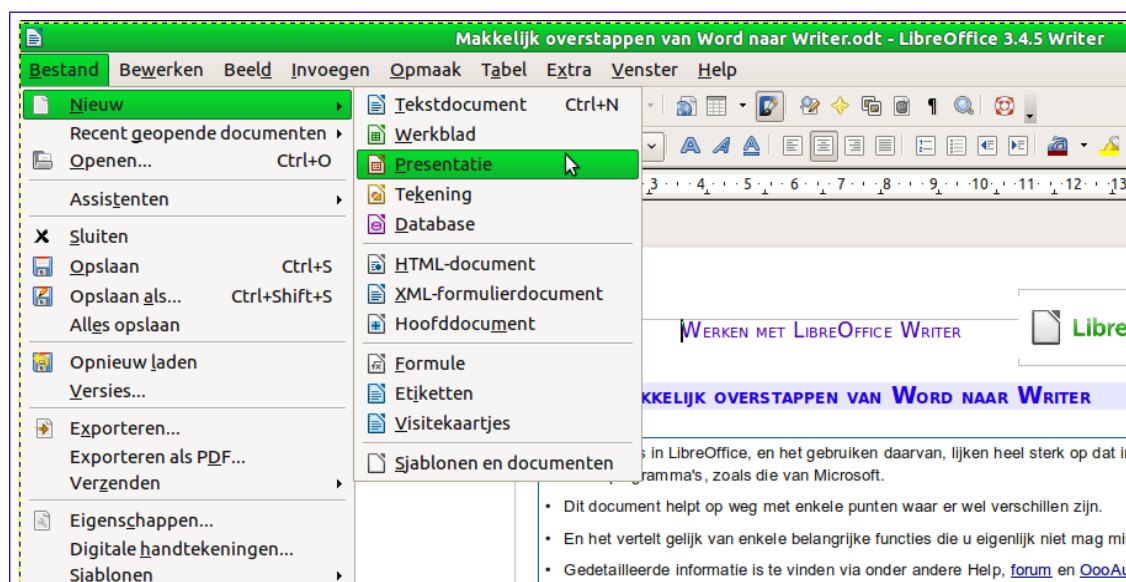 Makkelijk overstappen van Word naar Writer.odt - LibreOffice 3.4.5 Writer
Bestand Bewerken Beeld Invoegen Opmaak Tabel Extra Venster Help
Nieuw
Recent geopende documenten
Openen... Ctrl+O
Assistenten
Sluiten
Opslaan Ctrl+S
Opslaan als... Ctrl+Shift+S
Alles opslaan
Opnieuw laden
Versies...
Exporteren...
Exporteren als PDF...
Verzenden
Eigenschappen...
Digitale handtekeningen...
Sjablonen
Tekstdocument Ctrl+N
Werkblad
Presentatie
Tekening
Database
HTML-document
XML-formulierdocument
Hoofddocument
Formule
Etiketten
Visitekaartjes
Sjablonen en documenten
3 4 5 6 7 8 9 10 11 12 13
Werken met LibreOffice Writer
Libre
kkelijk overstappen van Word naar Writer
in LibreOffice, en het gebruiken daarvan, lijken heel sterk op dat
ramma's, zoals die van Microsoft.
• Dit document helpt op weg met enkele punten waar er wel verschillen zijn.
• En het vertelt gelijk van enkele belangrijke functies die u eigenlijk niet mag mi
• Gedetailleerde informatie is te vinden via onder andere Help, forum en OooAu